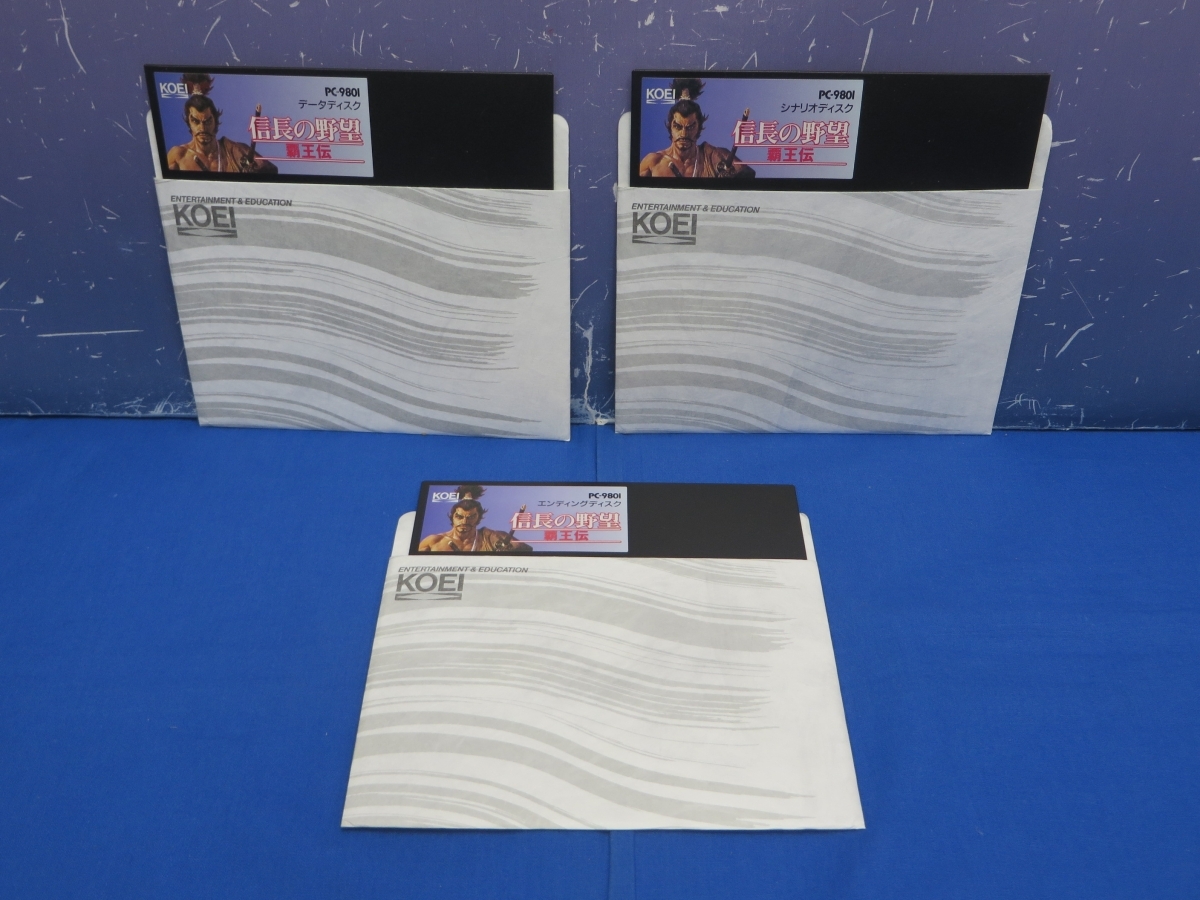 KOEI
PC-9801
データディスク
信長の野望
覇王伝
ENTERTAINMENT & EDUCATION
KOEI
KOEI
PC-9801
シナリオディスク
信長の野望
覇王伝
ENTERTAINMENT & EDUCATION
KOEI
KOEI
PC-9801
エンディングディスク
信長の野望
覇王伝
ENTERTAINMENT & EDUCATION
KOEI